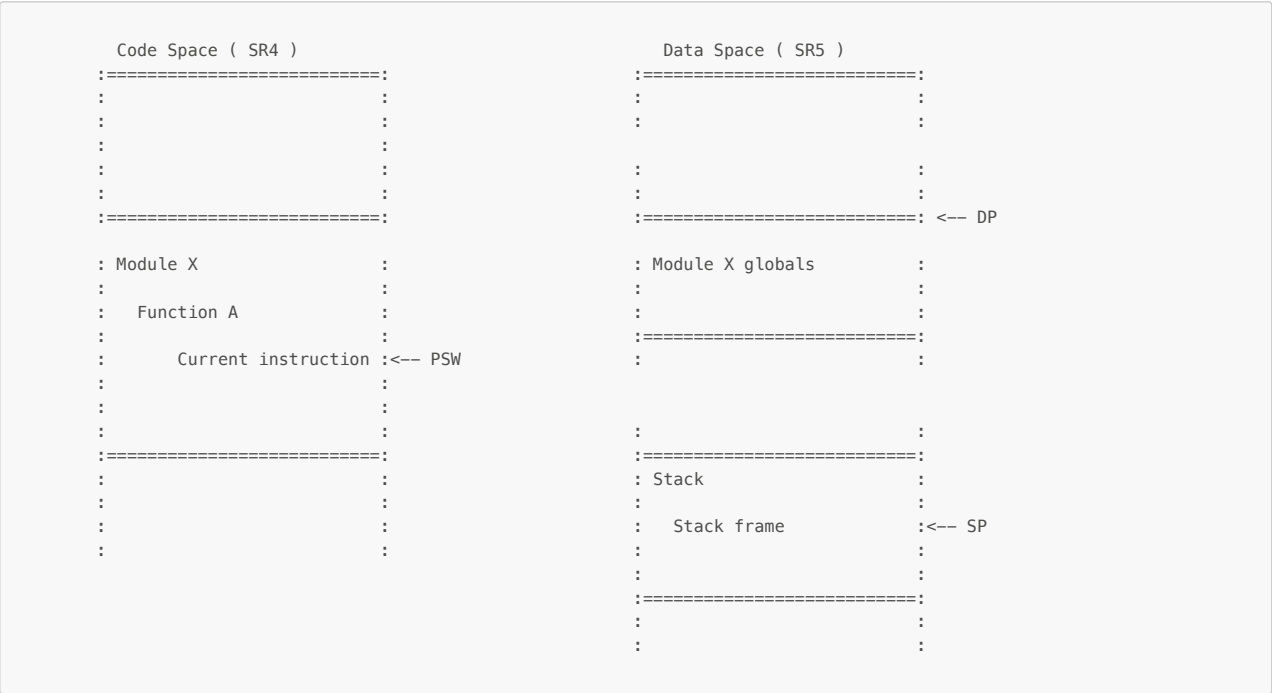 Code Space ( SR4 )                                  Data Space ( SR5 )
:==========================:                        :==========================:
:                          :                        :                          :
:                          :                        :                          :
:                          :
:                          :                        :                          :
:                          :                        :                          :
:==========================:                        :==========================: <-- DP
: Module X                 :                        : Module X globals         :
:                          :                        :                          :
:   Function A             :                        :                          :
:                          :                        :==========================:
:       Current instruction :<-- PSW                :                          :
:                          :
:                          :
:                          :                        :                          :
:==========================:                        :==========================:
:                          :                        : Stack                    :
:                          :                        :                          :
:                          :                        :   Stack frame            :<-- SP
:                          :                        :                          :
                                                    :                          :
                                                    :==========================:
                                                    :                          :
                                                    :                          :